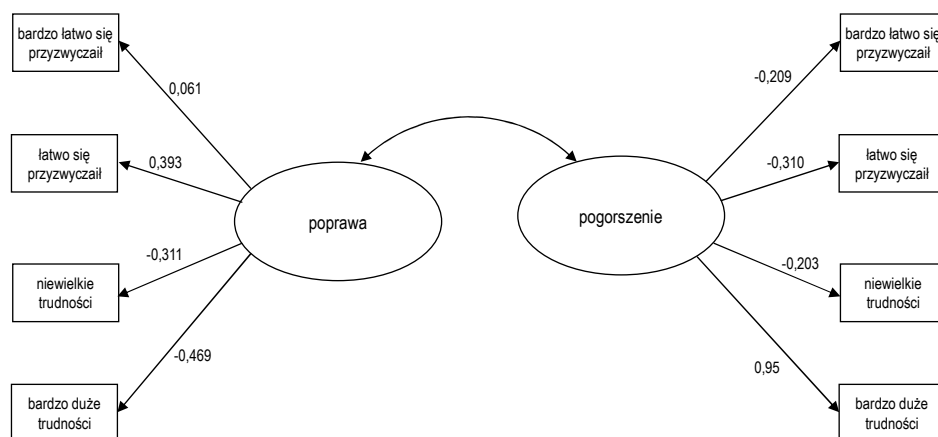 bardzo łatwo się
przyzwyczaił
0,061
łatwo się
przyzwyczaił
0,393
poprawa
-0,311
niewielkie
trudności
-0,469
bardzo duże
trudności
bardzo łatwo się
przyzwyczaił
-0,209
łatwo się
przyzwyczaił
-0,310
pogorszenie
-0,203
niewielkie
trudności
0,95
bardzo duże
trudności